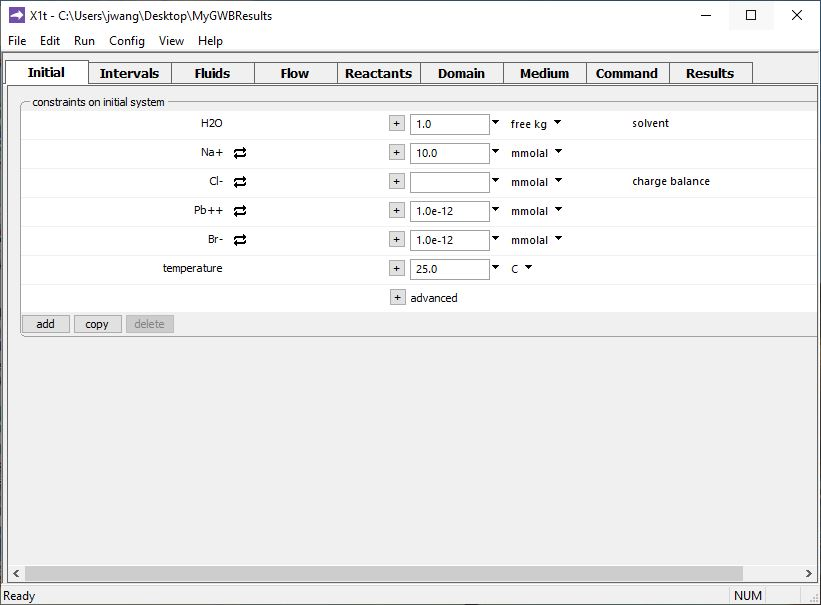 X1t - C:\Users\jwang\Desktop\MyGWBResults
File Edit Run Config View Help
Initial Intervals Fluids Flow Reactants Domain Medium Command Results
constraints on initial system
H2O + 1.0 free kg solvent
Na+ + 10.0 mmolal
Cl- + mmolal charge balance
Pb++ + 1.0e-12 mmolal
Br- + 1.0e-12 mmolal
temperature + 25.0 C
+ advanced
add copy delete
Ready NUM